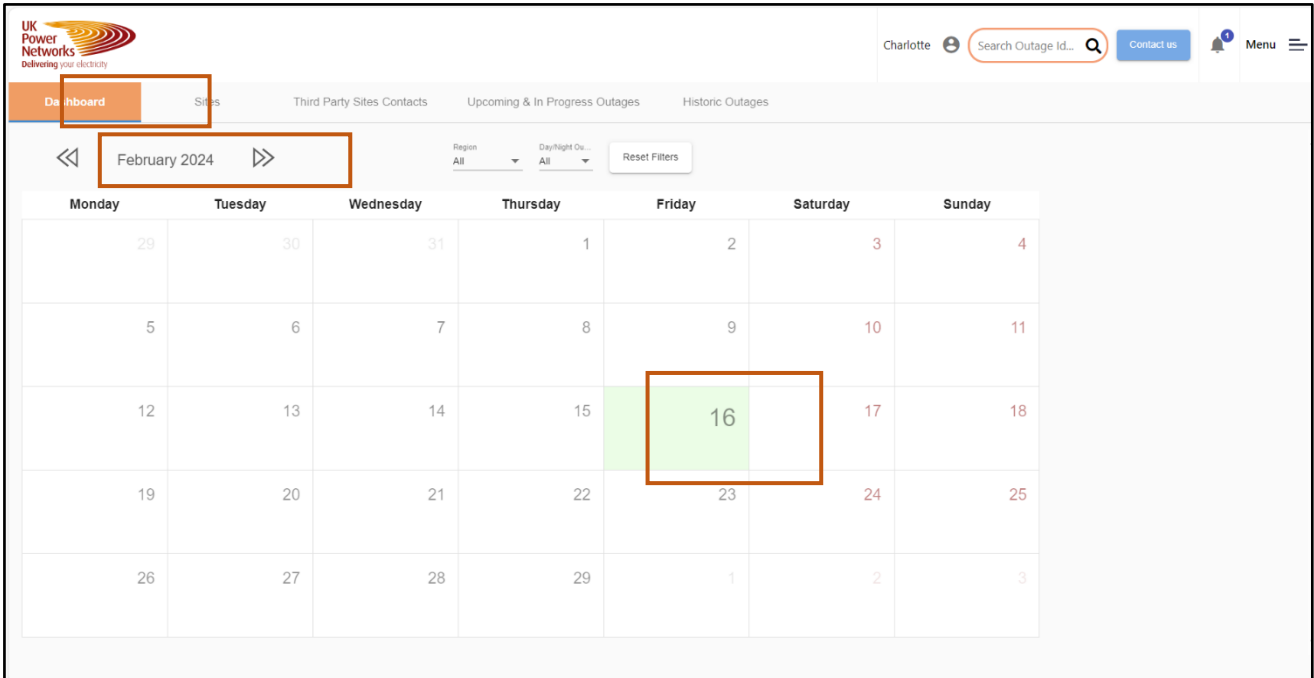 UK
Power
Networks
Delivering your electricity
Charlotte
Search Outage Id...
Contact us
1
Menu
Dashboard
Sites
Third Party Sites Contacts
Upcoming & In Progress Outages
Historic Outages
February 2024
Region
All
Day/Night Ou...
All
Reset Filters
Monday Tuesday Wednesday Thursday Friday Saturday Sunday
29 30 31 1 2 3 4
5 6 7 8 9 10 11
12 13 14 15 16 17 18
19 20 21 22 23 24 25
26 27 28 29 1 2 3